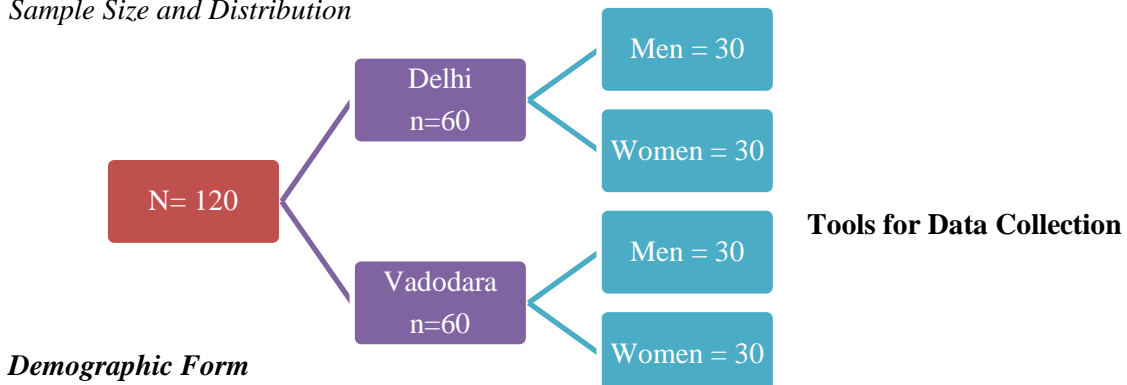 Sample Size and Distribution
Men = 30
Delhi
n=60
Women = 30
N= 120
Men = 30
Tools for Data Collection
Vadodara
n=60
Women = 30
Demographic Form